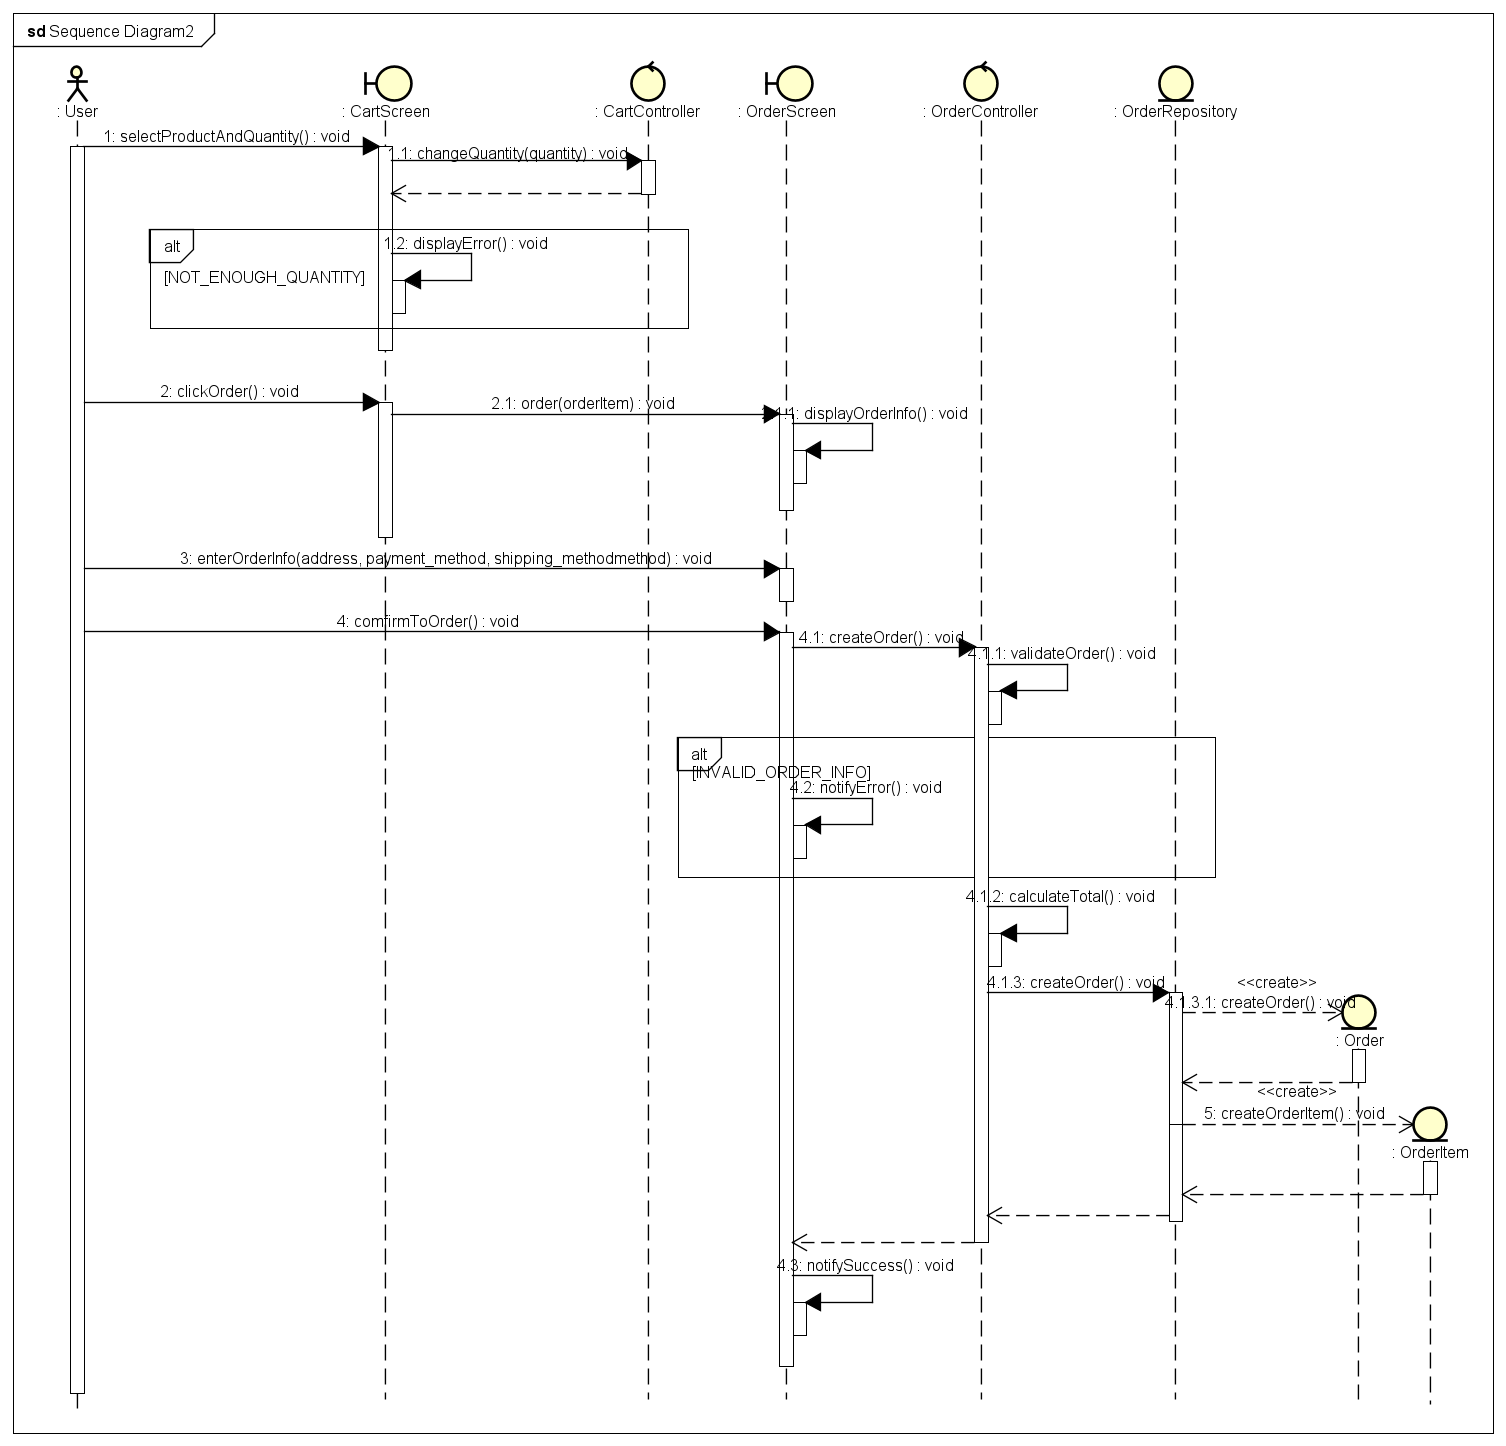 sd Sequence Diagram2
: User
: CartScreen
: CartController
: OrderScreen
: OrderController
: OrderRepository
1: selectProductAndQuantity() : void
1.1: changeQuantity(quantity) : void
alt
1.2: displayError() : void
[NOT_ENOUGH_QUANTITY]
2: clickOrder() : void
2.1: order(orderItem) : void
2.1.1: displayOrderInfo() : void
3: enterOrderInfo(address, payment_method, shipping_methodmethod) : void
4: comfirmToOrder() : void
4.1: createOrder() : void
4.1.1: validateOrder() : void
alt
[INVALID_ORDER_INFO]
4.2: notifyError() : void
4.1.2: calculateTotal() : void
4.1.3: createOrder() : void
<<create>>
4.1.3.1: createOrder() : void
: Order
<<create>>
5: createOrderItem() : void
: OrderItem
4.3: notifySuccess() : void